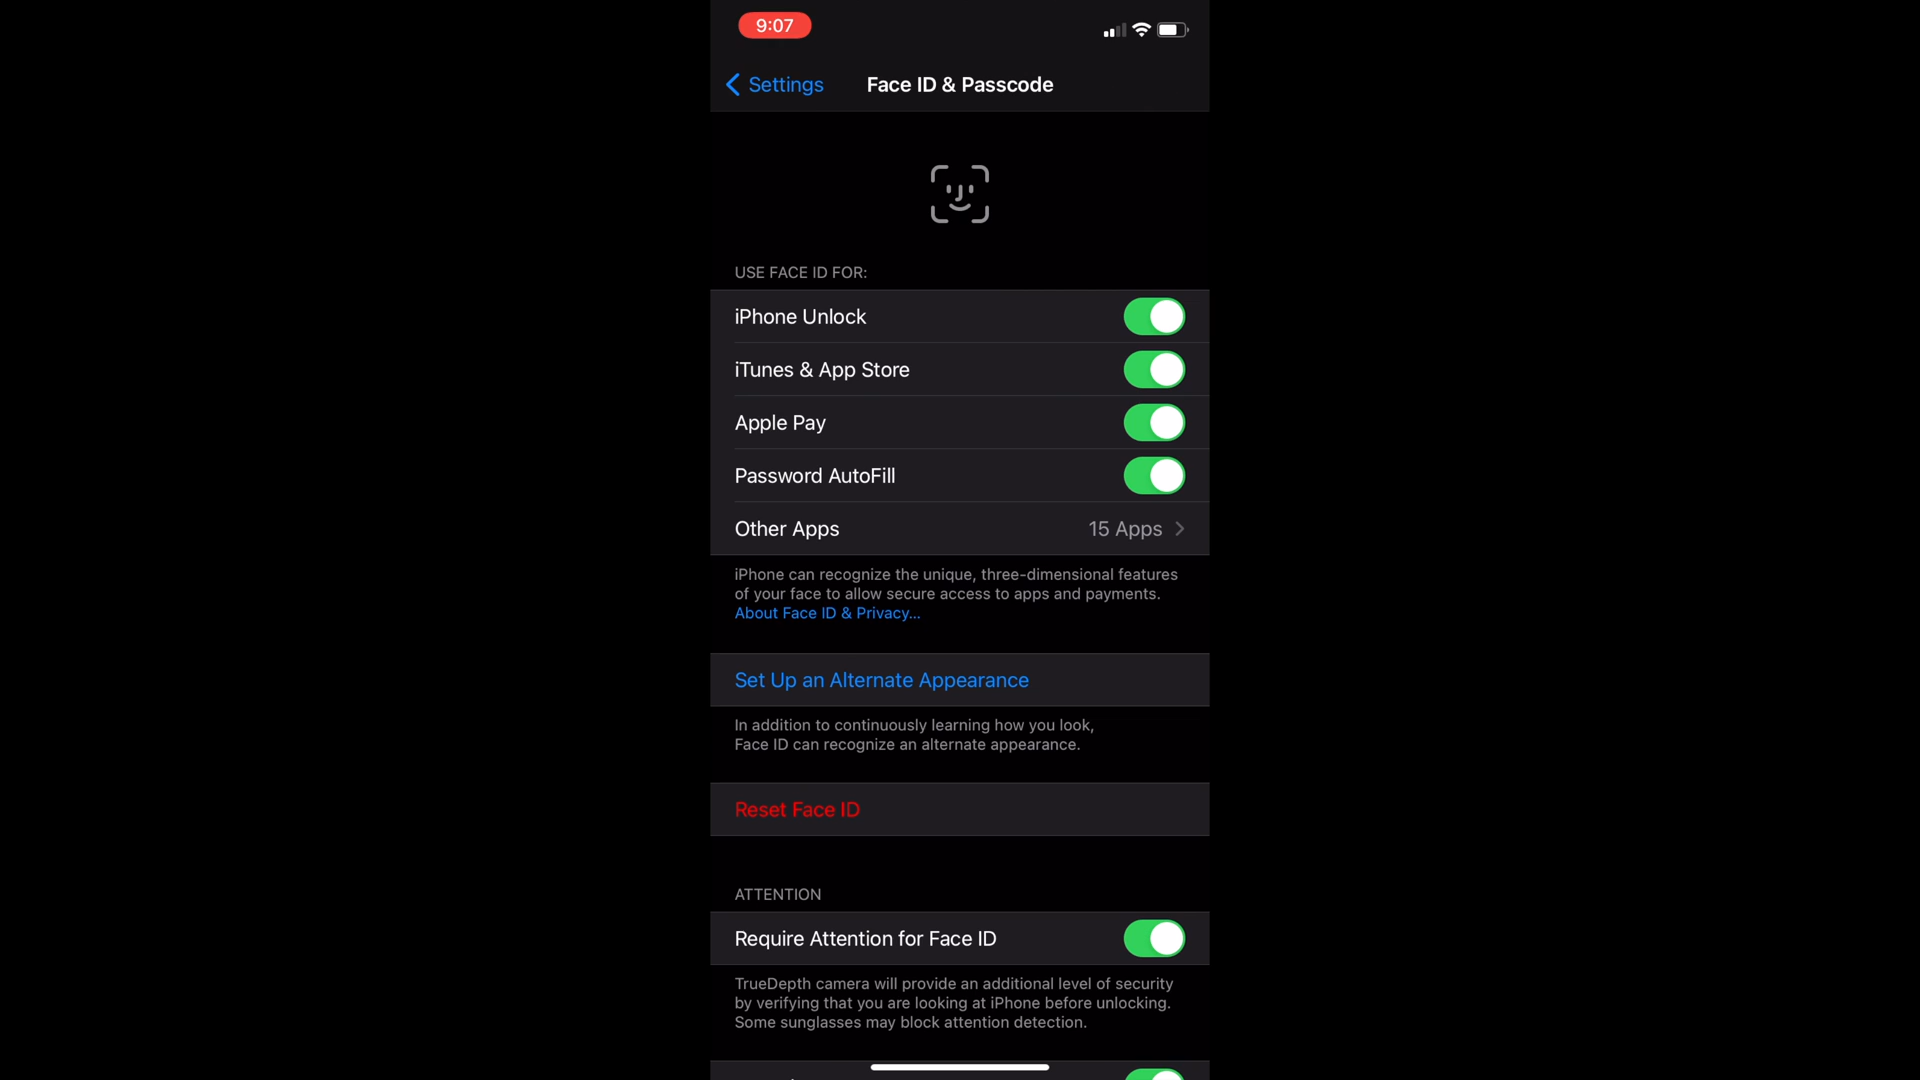 9:07
Settings
Face ID & Passcode
USE FACE ID FOR:
iPhone Unlock
iTunes & App Store
Apple Pay
Password AutoFill
Other Apps
15 Apps
iPhone can recognize the unique, three-dimensional features
of your face to allow secure access to apps and payments.
About Face ID & Privacy...
Set Up an Alternate Appearance
In addition to continuously learning how you look,
Face ID can recognize an alternate appearance.
Reset Face ID
ATTENTION
Require Attention for Face ID
TrueDepth camera will provide an additional level of security
by verifying that you are looking at iPhone before unlocking.
Some sunglasses may block attention detection.